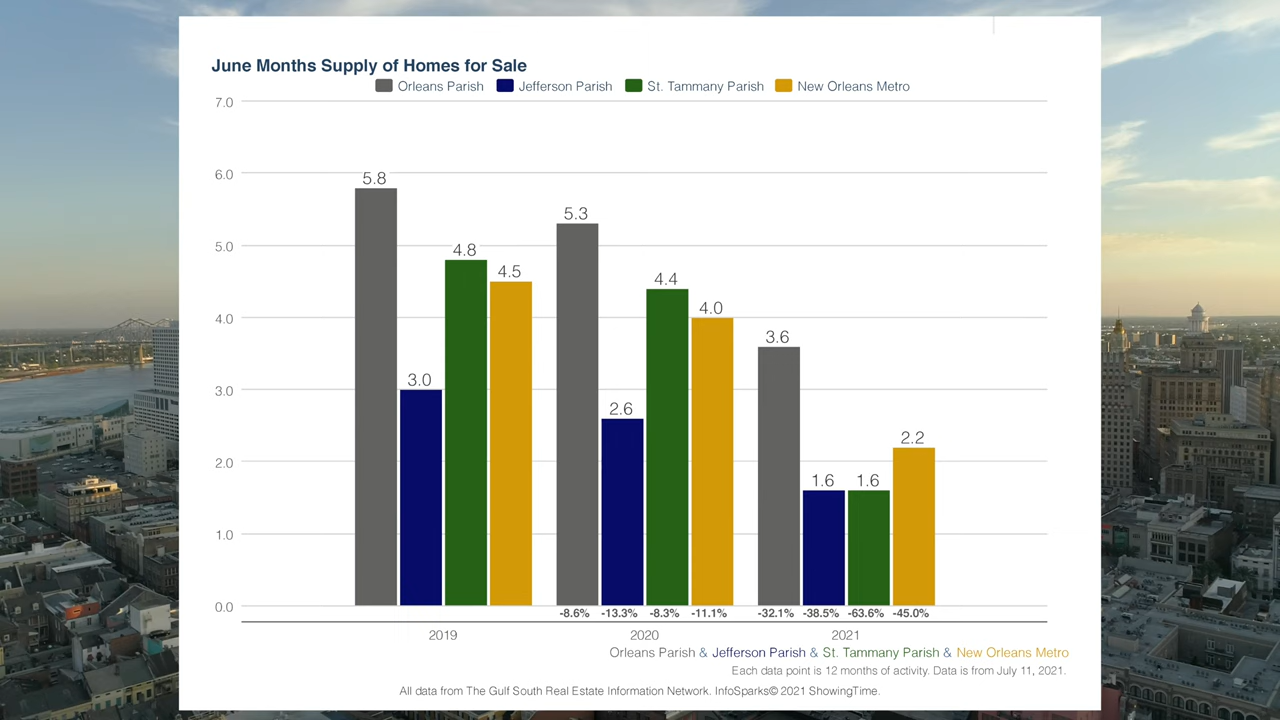 June Months Supply of Homes for Sale
Orleans Parish Jefferson Parish St. Tammany Parish New Orleans Metro
7.0
6.0
5.0
4.0
3.0
2.0
1.0
0.0
5.8 3.0 4.8 4.5
5.3 2.6 4.4 4.0
3.6 1.6 1.6 2.2
-8.6% -13.3% -8.3% -11.1% -32.1% -38.5% -63.6% -45.0%
2019 2020 2021
Orleans Parish & Jefferson Parish & St. Tammany Parish & New Orleans Metro
Each data point is 12 months of activity. Data is from July 11, 2021.
All data from The Gulf South Real Estate Information Network. InfoSparks© 2021 ShowingTime.